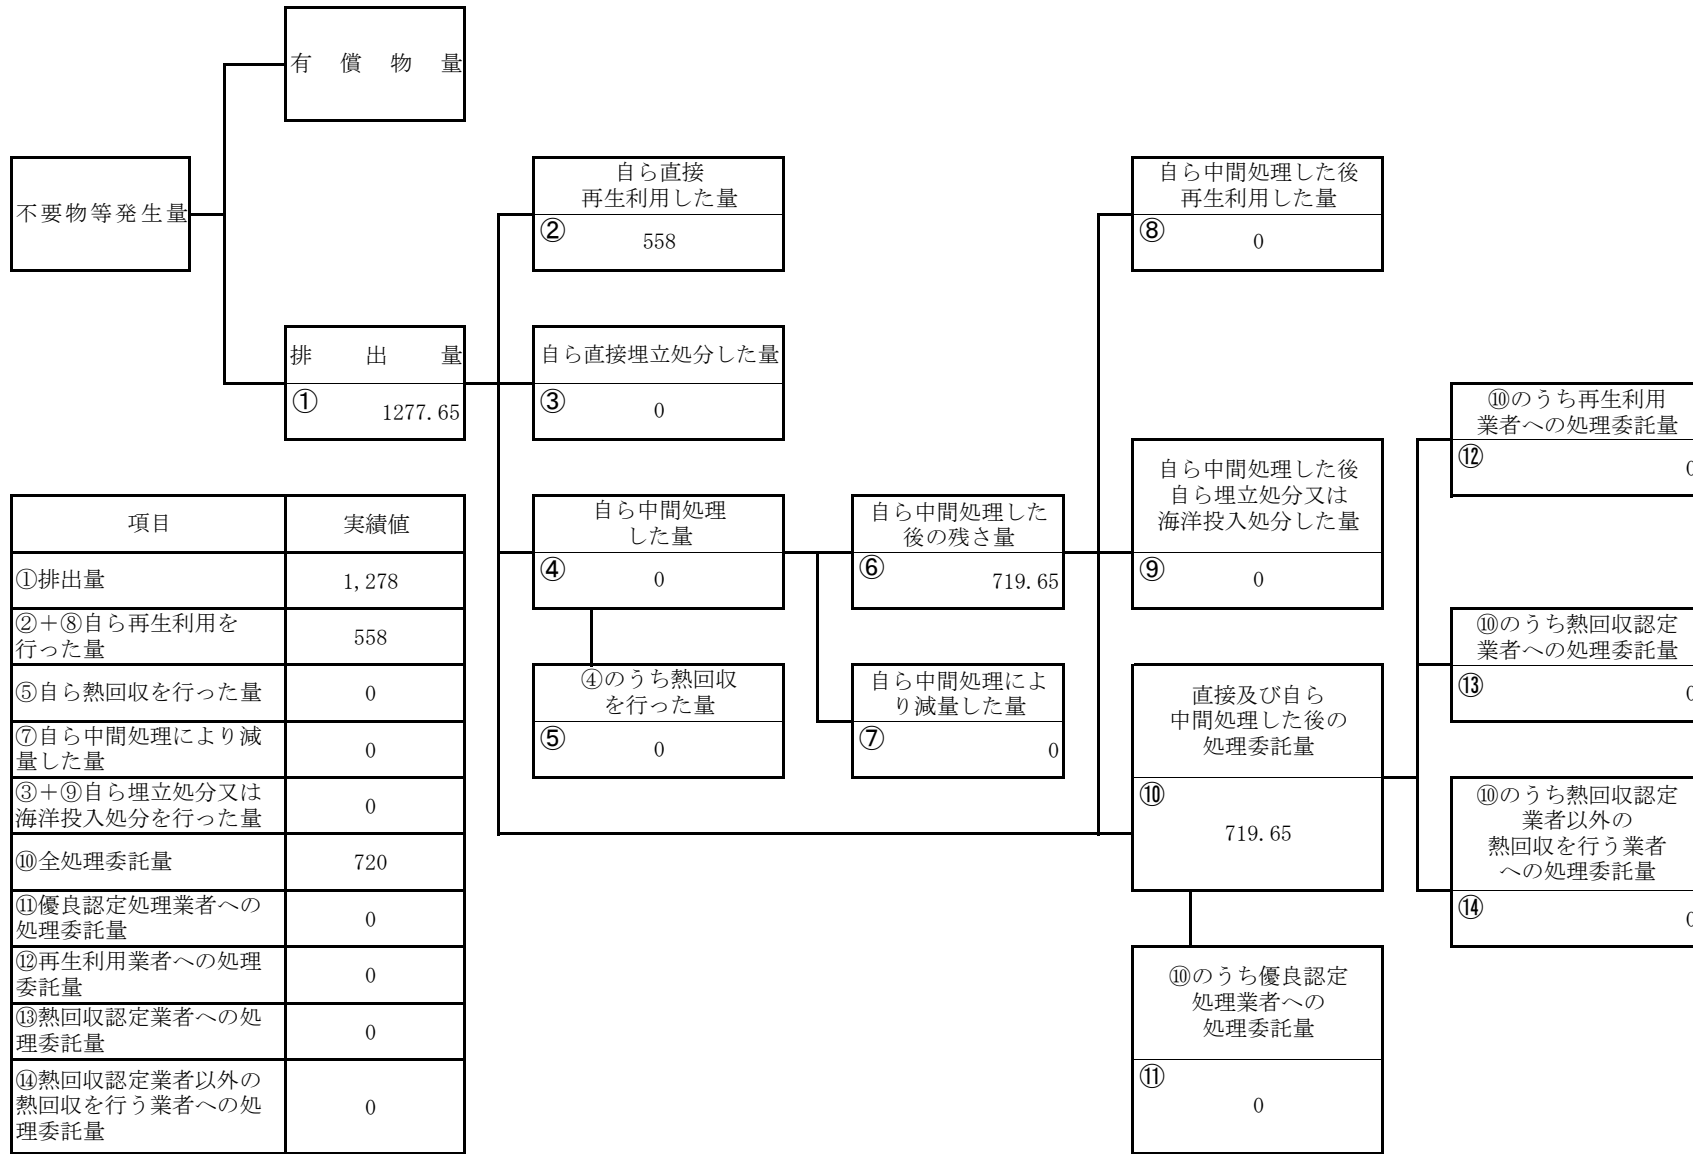 有償物量
不要物等発生量
自ら直接
再生利用した量
②
558
自ら中間処理した後
再生利用した量
⑧
0
排出量
①
1277.65
自ら直接埋立処分した量
③
0
⑩のうち再生利用
業者への処理委託量
⑫
0
自ら中間処理
した量
④
0
自ら中間処理した
後の残さ量
⑥
719.65
自ら中間処理した後
自ら埋立処分又は
海洋投入処分した量
⑨
0
④のうち熱回収
を行った量
⑤
0
自ら中間処理によ
り減量した量
⑦
0
直接及び自ら
中間処理した後の
処理委託量
⑩
719.65
⑩のうち熱回収認定
業者への処理委託量
⑬
0
⑩のうち熱回収認定
業者以外の
熱回収を行う業者
への処理委託量
⑭
0
⑩のうち優良認定
処理業者への
処理委託量
⑪
0
項目 実績値
①排出量 1,278
②＋⑧自ら再生利用を
行った量 558
⑤自ら熱回収を行った量 0
⑦自ら中間処理により減
量した量 0
③＋⑨自ら埋立処分又は
海洋投入処分を行った量 0
⑩全処理委託量 720
⑪優良認定処理業者への
処理委託量 0
⑫再生利用業者への処理
委託量 0
⑬熱回収認定業者への処
理委託量 0
⑭熱回収認定業者以外の
熱回収を行う業者への処
理委託量 0